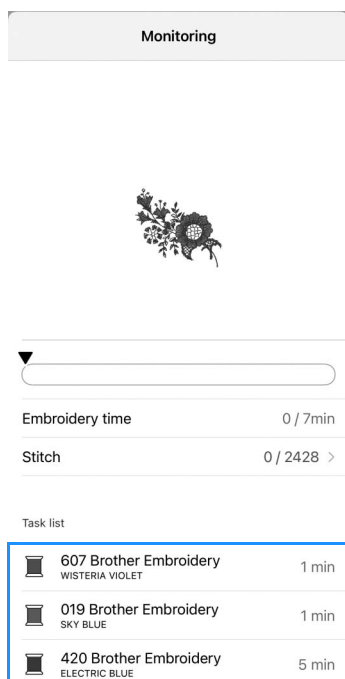 Monitoring
Embroidery time 0 / 7min
Stitch 0 / 2428 >
Task list
607 Brother Embroidery
WISTERIA VIOLET 1 min
019 Brother Embroidery
SKY BLUE 1 min
420 Brother Embroidery
ELECTRIC BLUE 5 min